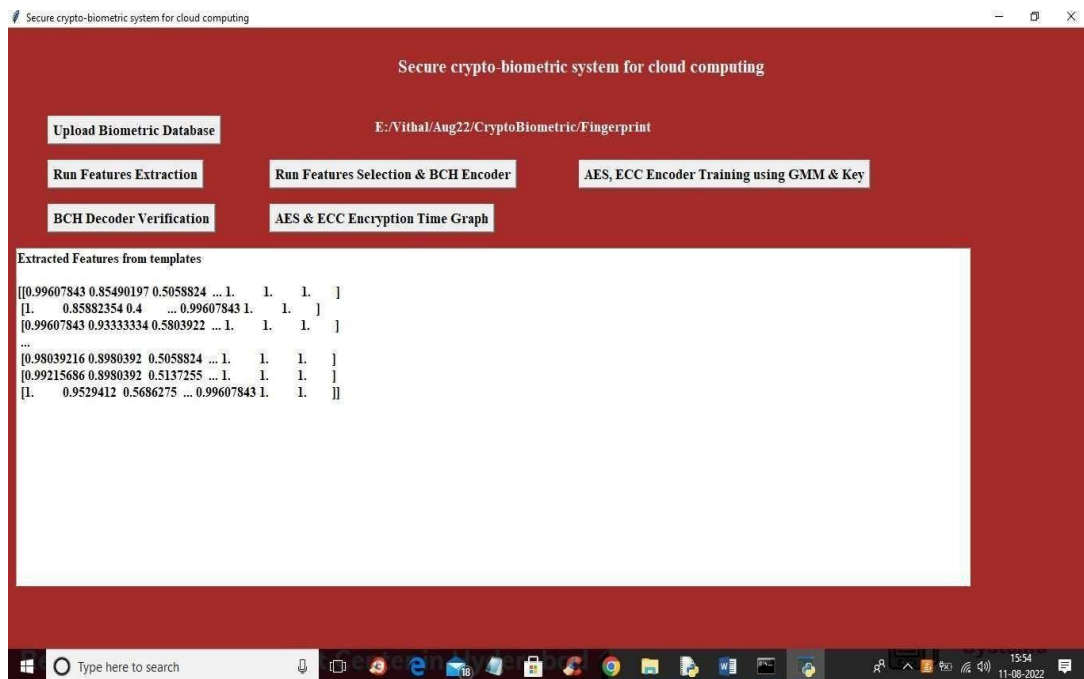 Secure crypto-biometric system for cloud computing
Secure crypto-biometric system for cloud computing
Upload Biometric Database E:/Vithal/Aug22/CryptoBiometric/Fingerprint
Run Features Extraction Run Features Selection & BCH Encoder AES, ECC Encoder Training using GMM & Key
BCH Decoder Verification AES & ECC Encryption Time Graph
Extracted Features from templates
[[0.99607843 0.85490197 0.5058824 ... 1. 1. 1. ]
[1. 0.85882354 0.4 ... 0.99607843 1. 1. ]
[0.99607843 0.93333334 0.5803922 ... 1. 1. 1. ]
...
[0.98039216 0.8980392 0.5058824 ... 1. 1. 1. ]
[0.99215686 0.8980392 0.5137255 ... 1. 1. 1. ]
[1. 0.9529412 0.5686275 ... 0.99607843 1. 1. ]]
Type here to search 18 15:54
11-08-2022